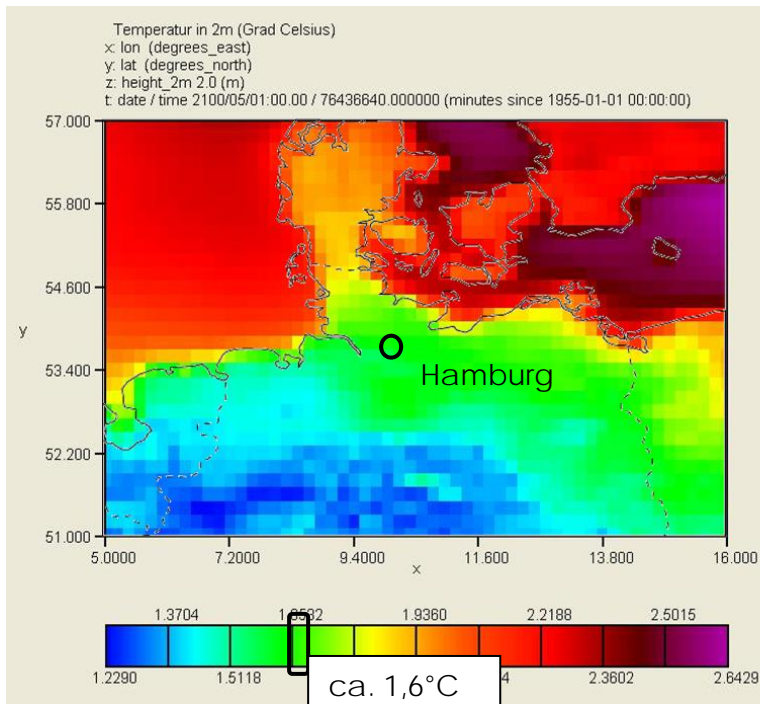 Temperatur in 2m (Grad Celsius)
x: lon (degrees_east)
y: lat (degrees_north)
z: height_2m 2.0 (m)
t: date / time 2100/05/01:00.00 / 76436640.000000 (minutes since 1955-01-01 00:00:00)
57.000
55.800
54.600
y
53.400
Hamburg
52.200
51.000
5.0000 7.2000 9.4000 11.600 13.800 16.000
x
1.3704 1.9360 2.2188 2.5015
1.2290 1.5118 2.3602 2.6429
ca. 1,6°C